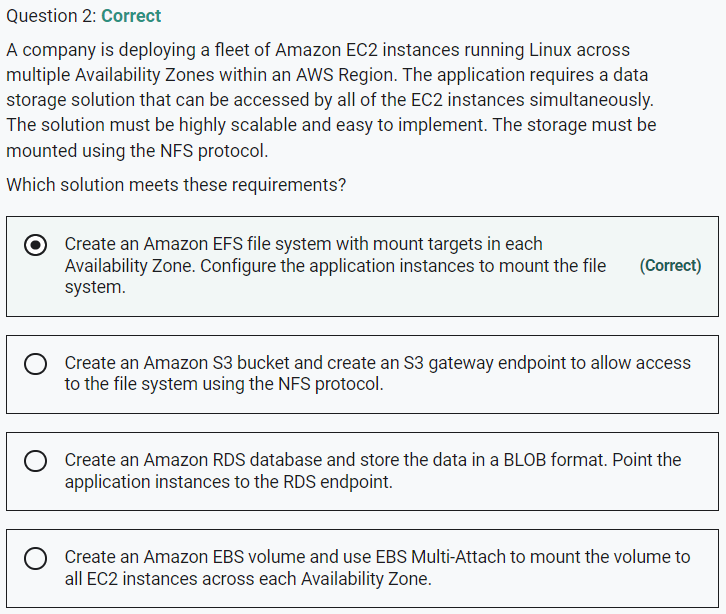 Question 2: Correct
A company is deploying a fleet of Amazon EC2 instances running Linux across
multiple Availability Zones within an AWS Region. The application requires a data
storage solution that can be accessed by all of the EC2 instances simultaneously.
The solution must be highly scalable and easy to implement. The storage must be
mounted using the NFS protocol.
Which solution meets these requirements?
Create an Amazon EFS file system with mount targets in each
Availability Zone. Configure the application instances to mount the file (Correct)
system.
Create an Amazon S3 bucket and create an S3 gateway endpoint to allow access
to the file system using the NFS protocol.
Create an Amazon RDS database and store the data in a BLOB format. Point the
application instances to the RDS endpoint.
Create an Amazon EBS volume and use EBS Multi-Attach to mount the volume to
all EC2 instances across each Availability Zone.